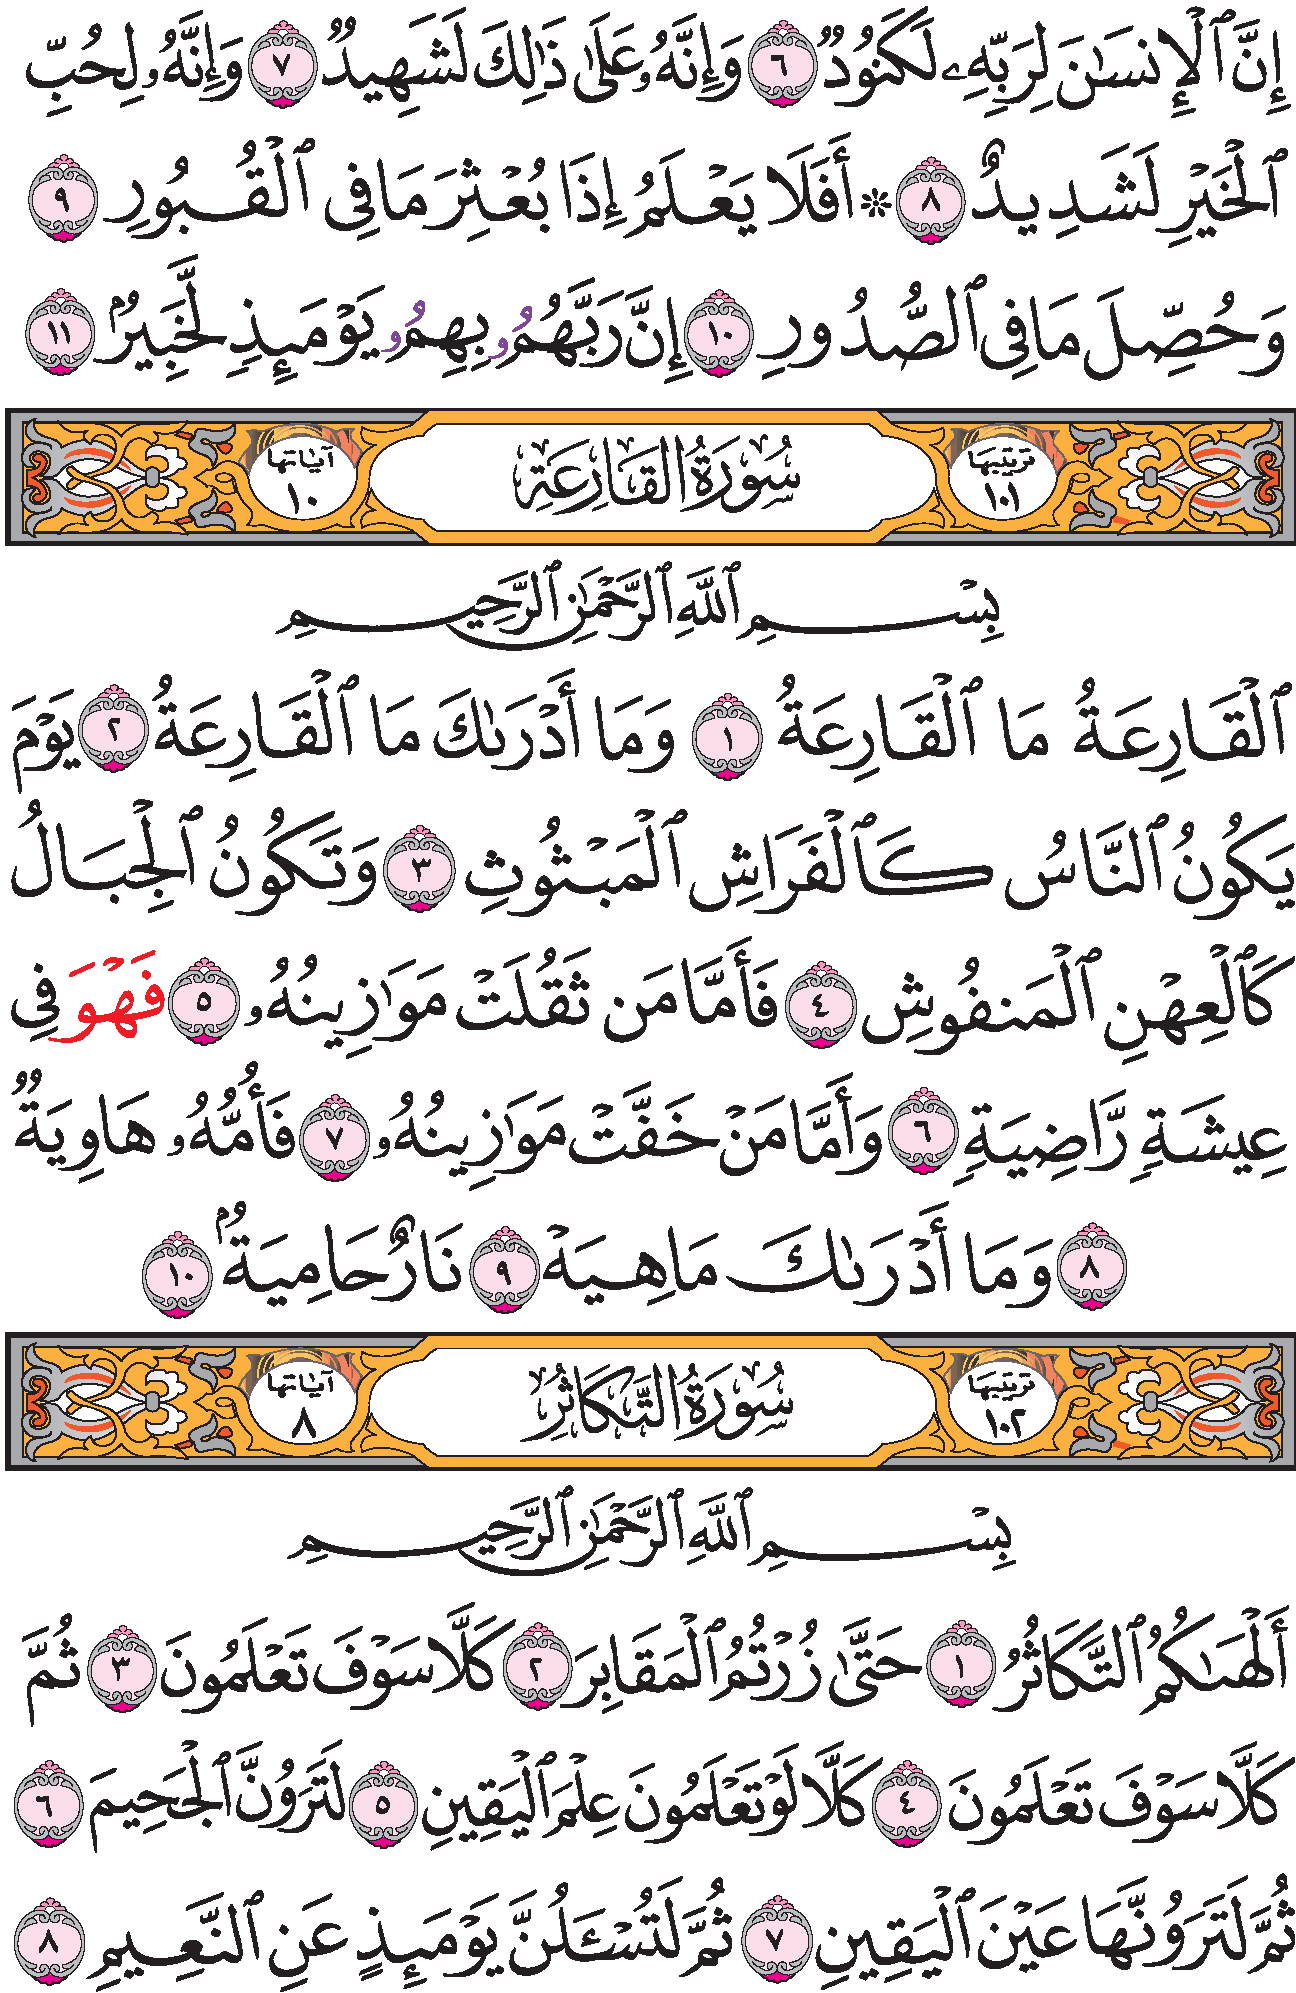 إِنَّ ٱلۡإِنسَٰنَ لِرَبِّهِۦ لَكَنُودٞ ٦ وَإِنَّهُۥ عَلَىٰ ذَٰلِكَ لَشَهِيدٞ ٧ وَإِنَّهُۥ لِحُبِّ
ٱلۡخَيۡرِ لَشَدِيدٌ ٨ ۞ أَفَلَا يَعۡلَمُ إِذَا بُعۡثِرَ مَا فِي ٱلۡقُبُورِ ٩
وَحُصِّلَ مَا فِي ٱلصُّدُورِ ١٠ إِنَّ رَبَّهُمُۥ بِهِمُۥ يَوۡمَئِذٖ لَّخَبِيرُۢ ١١
ترتيبها ١٠١ سُورَةُ القَارِعَةِ آياتها ١٠
بِسۡمِ ٱللَّهِ ٱلرَّحۡمَٰنِ ٱلرَّحِيمِ
ٱلۡقَارِعَةُ مَا ٱلۡقَارِعَةُ ١ وَمَا أَدۡرَىٰكَ مَا ٱلۡقَارِعَةُ ٢ يَوۡمَ
يَكُونُ ٱلنَّاسُ كَٱلۡفَرَاشِ ٱلۡمَبۡثُوثِ ٣ وَتَكُونُ ٱلۡجِبَالُ
كَٱلۡعِهۡنِ ٱلۡمَنفُوشِ ٤ فَأَمَّا مَن ثَقُلَتۡ مَوَٰزِينُهُۥ ٥ فَهۡوَ فِي
عِيشَةٖ رَّاضِيَةٖ ٦ وَأَمَّا مَنۡ خَفَّتۡ مَوَٰزِينُهُۥ ٧ فَأُمُّهُۥ هَاوِيَةٞ
٨ وَمَا أَدۡرَىٰكَ مَا هِيَهۡ ٩ نَارٌ حَامِيَةُۢ ١٠
ترتيبها ١٠٢ سُورَةُ التَّكَاثُرِ آياتها ٨
بِسۡمِ ٱللَّهِ ٱلرَّحۡمَٰنِ ٱلرَّحِيمِ
أَلۡهَىٰكُمُ ٱلتَّكَاثُرُ ١ حَتَّىٰ زُرۡتُمُ ٱلۡمَقَابِرَ ٢ كَلَّا سَوۡفَ تَعۡلَمُونَ ٣ ثُمَّ
كَلَّا سَوۡفَ تَعۡلَمُونَ ٤ كَلَّا لَوۡ تَعۡلَمُونَ عِلۡمَ ٱلۡيَقِينِ ٥ لَتَرَوُنَّ ٱلۡجَحِيمَ ٦
ثُمَّ لَتَرَوُنَّهَا عَيۡنَ ٱلۡيَقِينِ ٧ ثُمَّ لَتُسۡـَٔلُنَّ يَوۡمَئِذٍ عَنِ ٱلنَّعِيمِ ٨